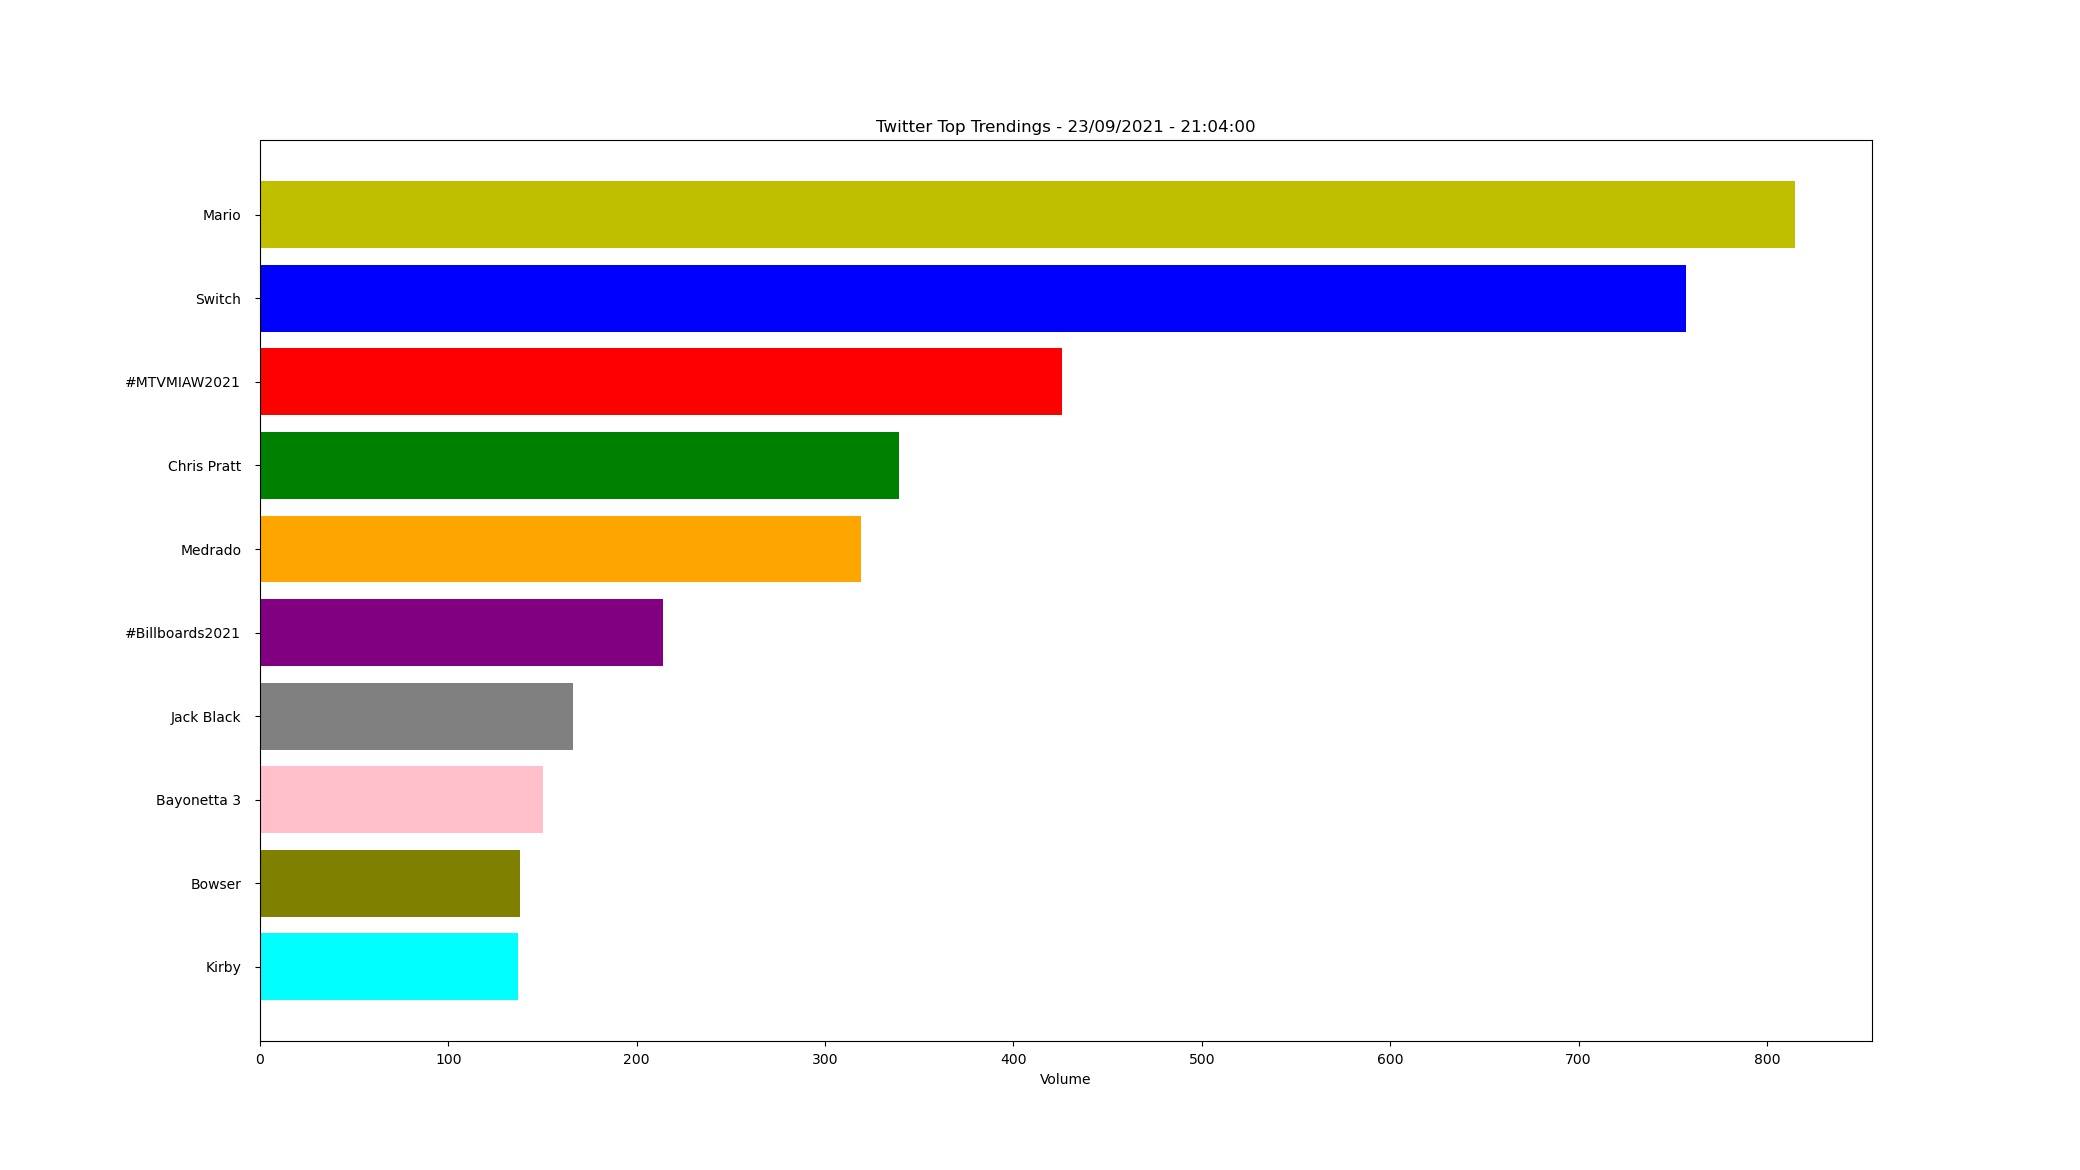 Twitter Top Trendings - 23/09/2021 - 21:04:00
Mario
Switch
#MTVMIAW2021
Chris Pratt
Medrado
#Billboards2021
Jack Black
Bayonetta 3
Bowser
Kirby
0 100 200 300 400 500 600 700 800
Volume